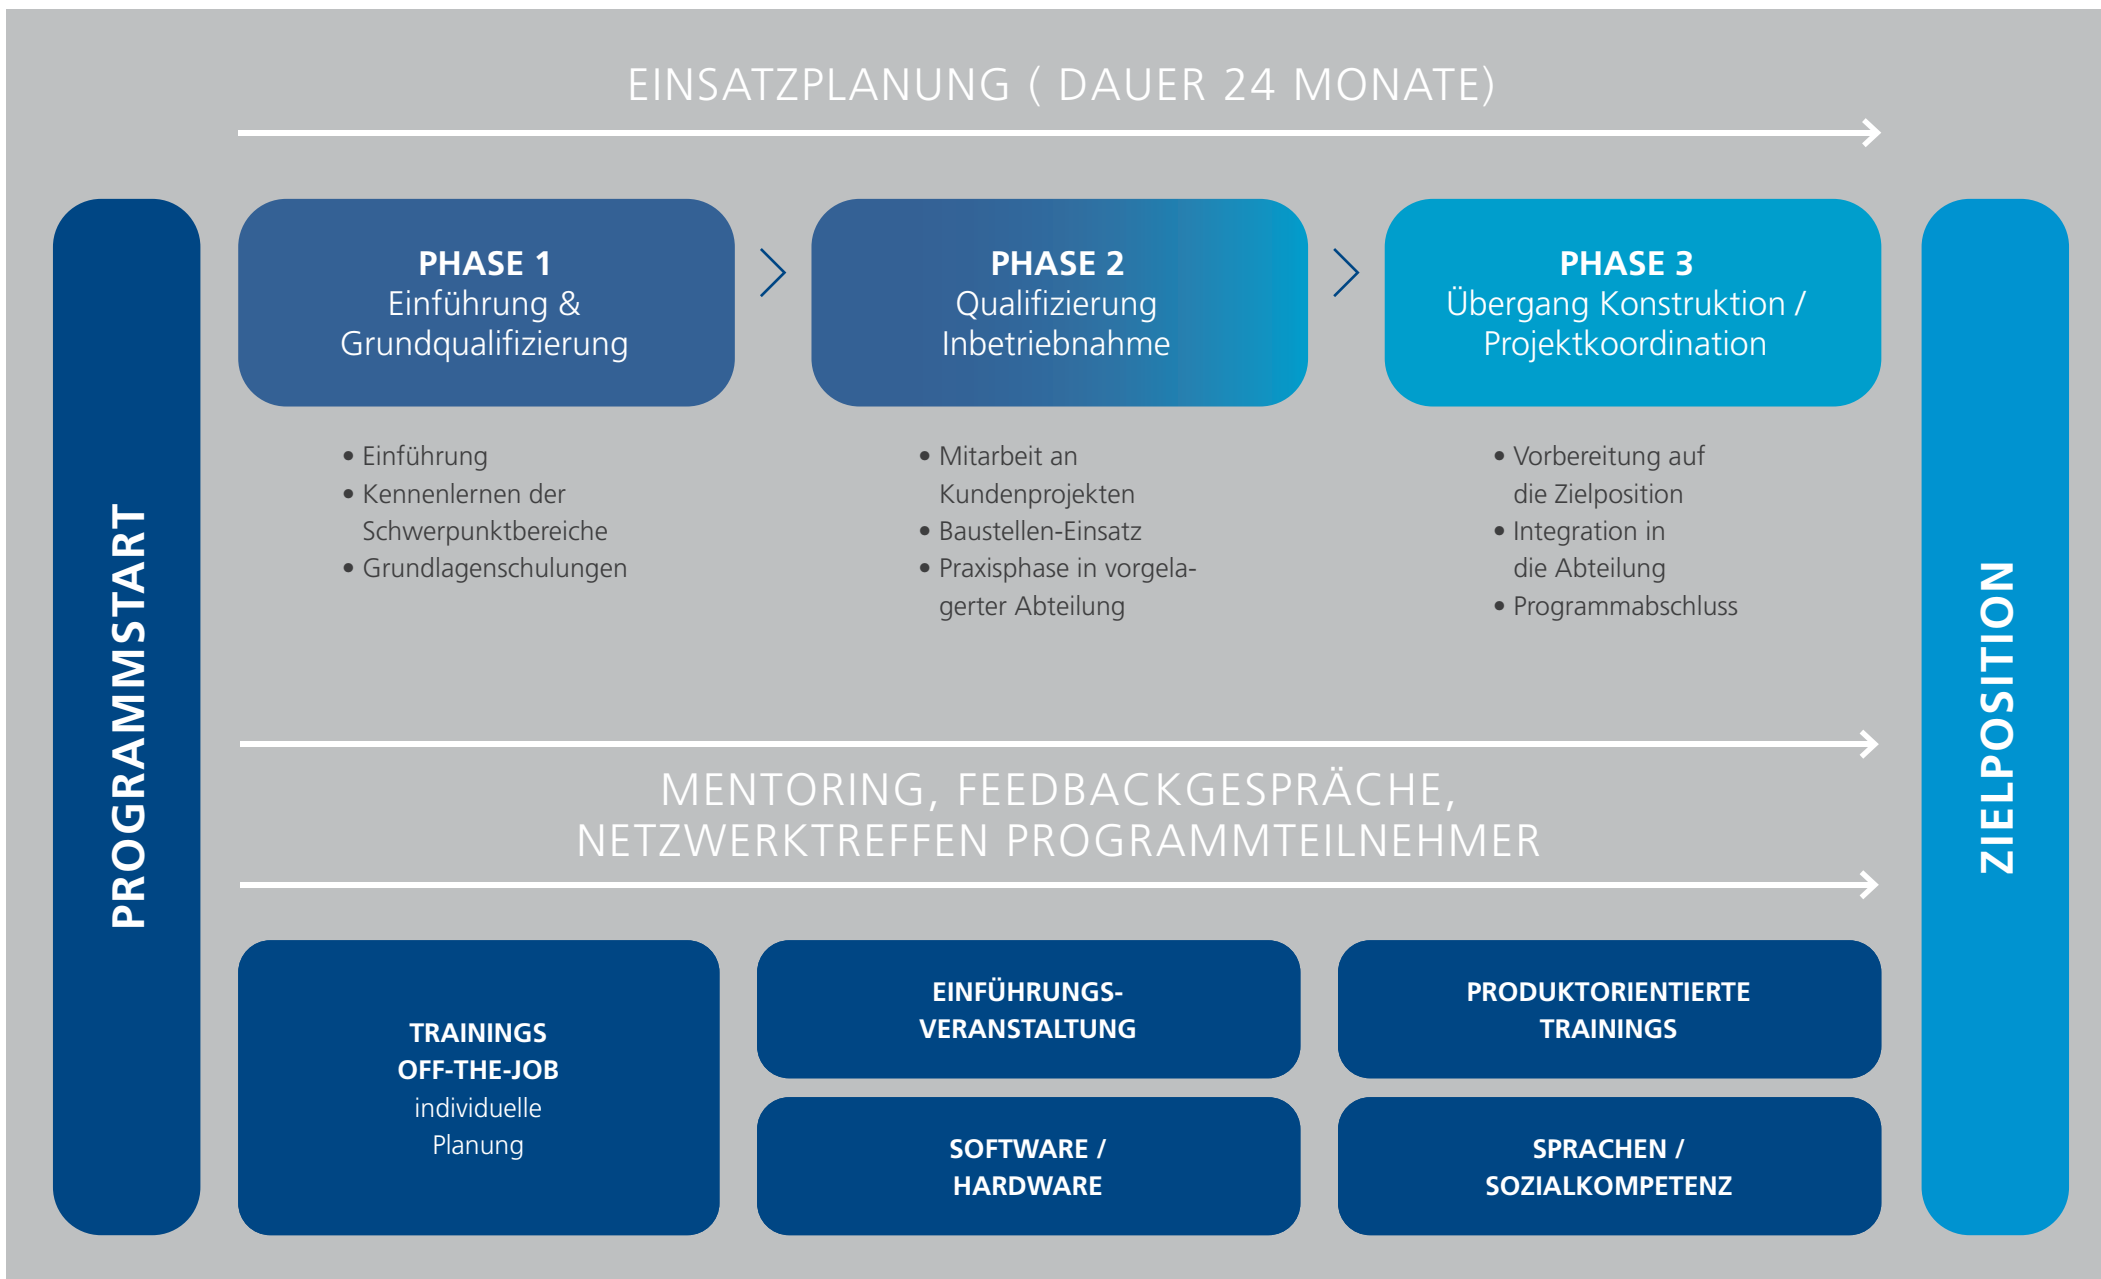 EINSATZPLANUNG ( DAUER 24 MONATE)
PROGRAMMSTART
PHASE 1
Einführung &
Grundqualifizierung
• Einführung
• Kennenlernen der
Schwerpunktbereiche
• Grundlagenschulungen
PHASE 2
Qualifizierung
Inbetriebnahme
• Mitarbeit an
Kundenprojekten
• Baustellen-Einsatz
• Praxisphase in vorgela-
gerter Abteilung
PHASE 3
Übergang Konstruktion /
Projektkoordination
• Vorbereitung auf
die Zielposition
• Integration in
die Abteilung
• Programmabschluss
ZIELPOSITION
MENTORING, FEEDBACKGESPRÄCHE,
NETZWERKTREFFEN PROGRAMMTEILNEHMER
TRAININGS
OFF-THE-JOB
individuelle
Planung
EINFÜHRUNGS-
VERANSTALTUNG
PRODUKTORIENTIERTE
TRAININGS
SOFTWARE /
HARDWARE
SPRACHEN /
SOZIALKOMPETENZ